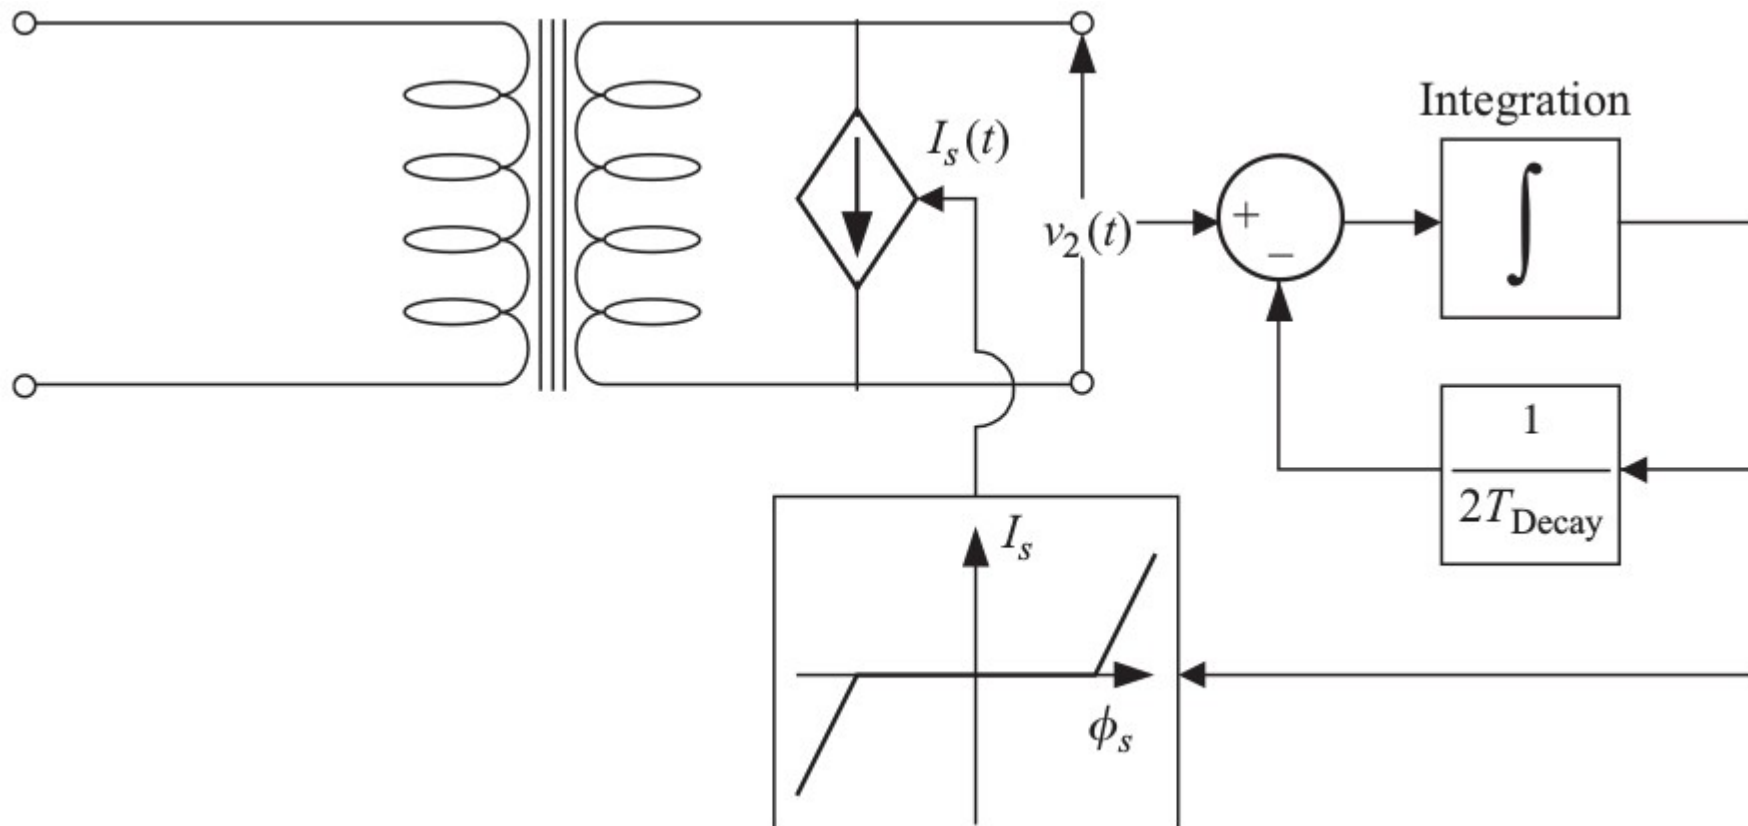 Integration
I_s(t)
v_2(t)
+
−
∫
1
2T_Decay
I_s
ϕ_s